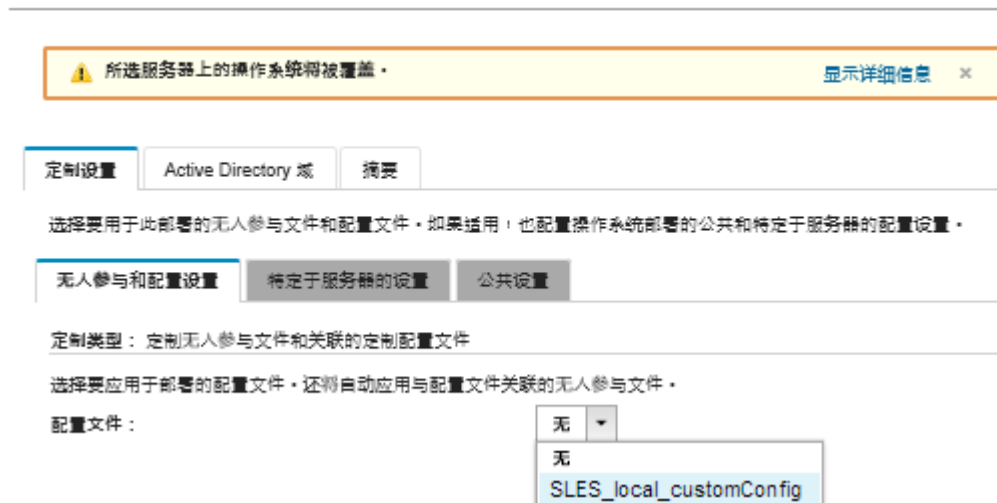 所选服务器上的操作系统将被覆盖。 显示详细信息 ×
定制设置 Active Directory 域 摘要
选择要用于此部署的无人参与文件和配置文件。如果适用，也配置操作系统部署的公共和特定于服务器的配置设置。
无人参与和配置设置 特定于服务器的设置 公共设置
定制类型：定制无人参与文件和关联的定制配置文件
选择要应用于部署的配置文件。还将自动应用与配置文件关联的无人参与文件。
配置文件： 无
无
SLES_local_customConfig